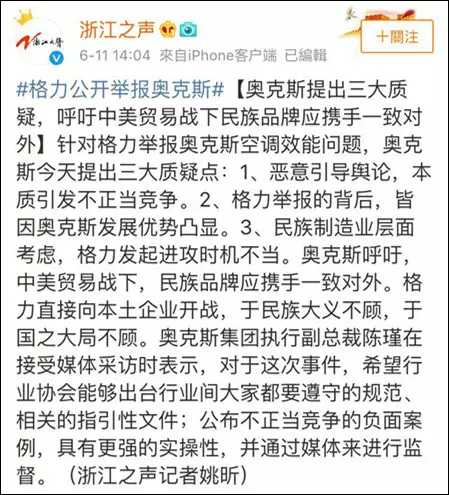 浙江之声
浙江之声
6-11 14:04 來自iPhone客户端 已編輯
＋關注
#格力公开举报奥克斯#【奥克斯提出三大质
疑，呼吁中美贸易战下民族品牌应携手一致对
外】针对格力举报奥克斯空调效能问题，奥克
斯今天提出三大质疑点：1、恶意引导舆论，本
质引发不正当竞争。2、格力举报的背后，皆
因奥克斯发展优势凸显。3、民族制造业层面
考虑，格力发起进攻时机不当。奥克斯呼吁，
中美贸易战下，民族品牌应携手一致对外。格
力直接向本土企业开战，于民族大义不顾，于
国之大局不顾。奥克斯集团执行副总裁陈瑾在
接受媒体采访时表示，对于这次事件，希望行
业协会能够出台行业间大家都要遵守的规范、
相关的指引性文件；公布不正当竞争的负面案
例，具有更强的实操性，并通过媒体来进行监
督。（浙江之声记者姚昕）